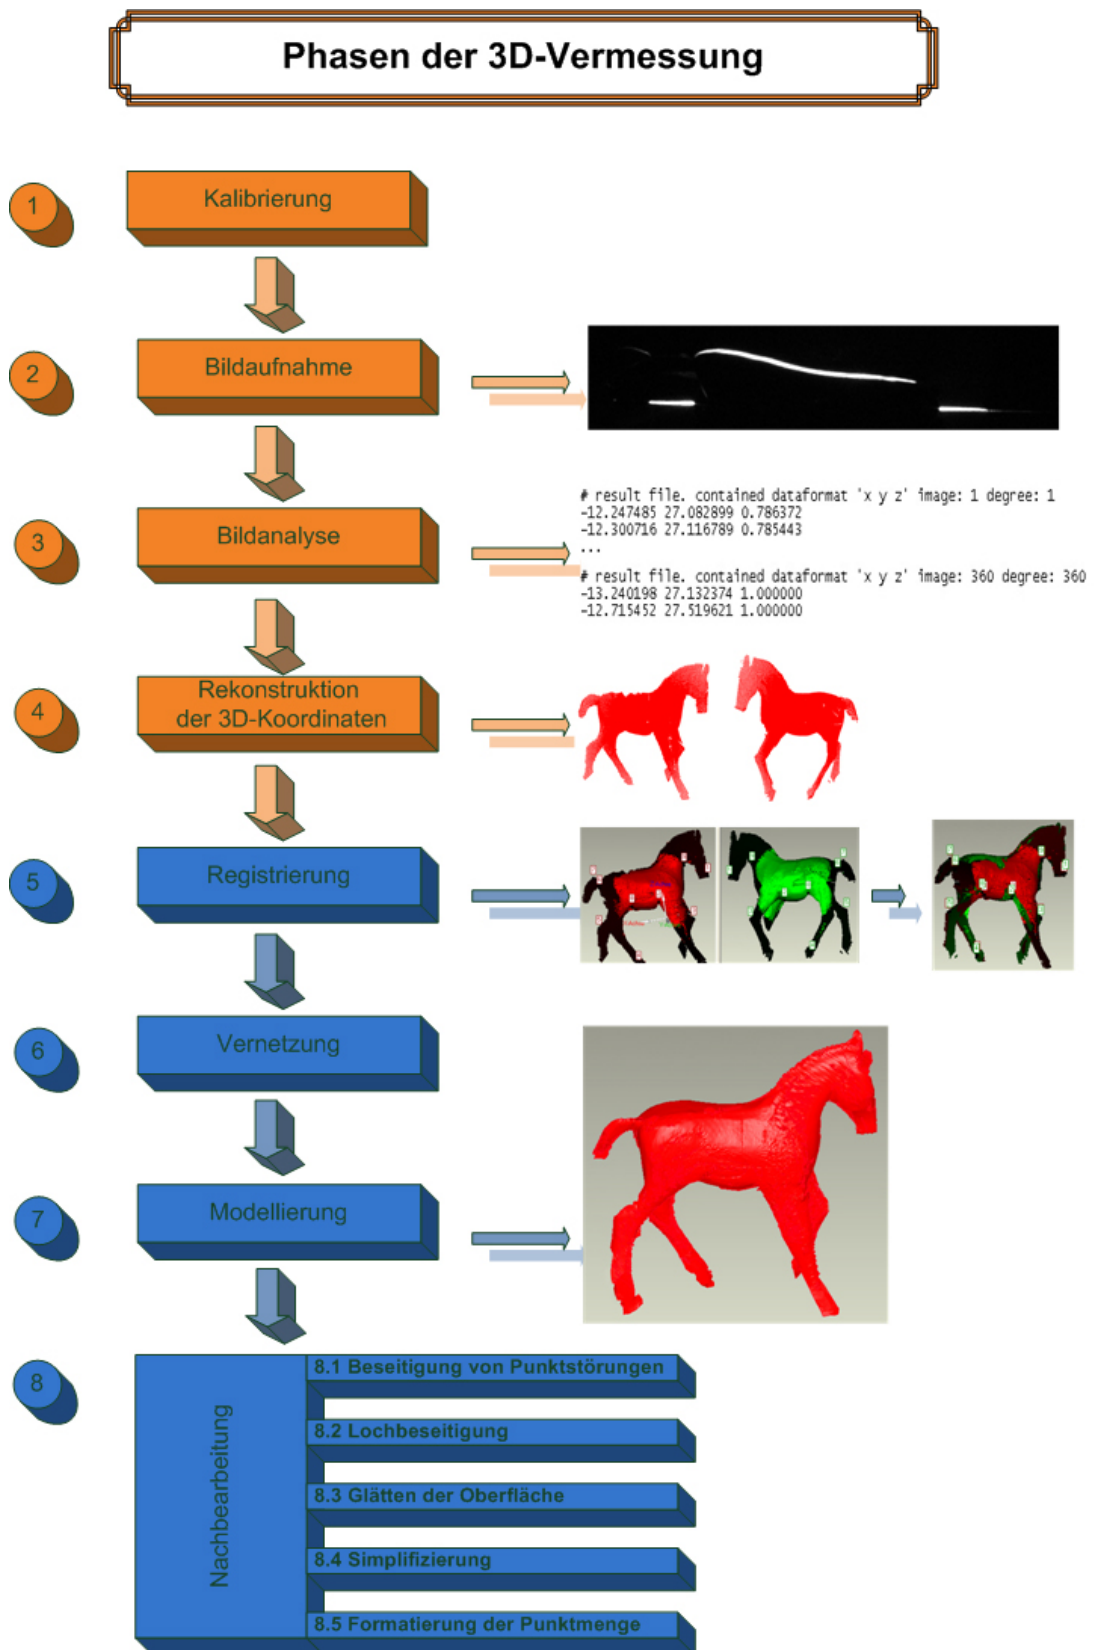 Phasen der 3D-Vermessung
1
Kalibrierung
2
Bildaufnahme
3
Bildanalyse
# result file. contained dataformat 'x y z' image: 1 degree: 1
-12.247485 27.082899 0.786372
-12.300716 27.116789 0.785443
...
# result file. contained dataformat 'x y z' image: 360 degree: 360
-13.240198 27.132374 1.000000
-12.715452 27.519621 1.000000
4
Rekonstruktion
der 3D-Koordinaten
5
Registrierung
6
Vernetzung
7
Modellierung
8
Nachbearbeitung
8.1 Beseitigung von Punktstörungen
8.2 Lochbeseitigung
8.3 Glätten der Oberfläche
8.4 Simplifizierung
8.5 Formatierung der Punktmenge